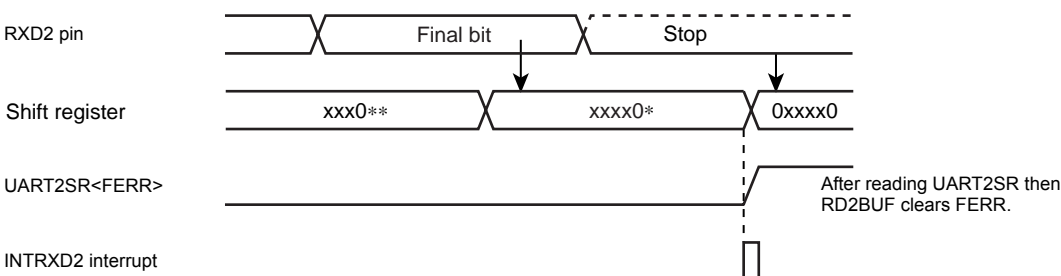 RXD2 pin
Final bit
Stop
Shift register
xxx0**
xxxx0*
0xxxx0
UART2SR<FERR>
After reading UART2SR then
RD2BUF clears FERR.
INTRXD2 interrupt